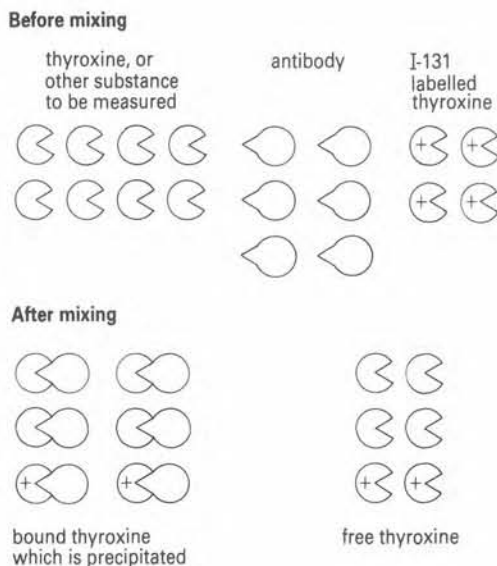 Before mixing
thyroxine, or
other substance
to be measured
antibody
I-131
labelled
thyroxine
+ +
+ +
After mixing
+ + + +
bound thyroxine
which is precipitated
free thyroxine